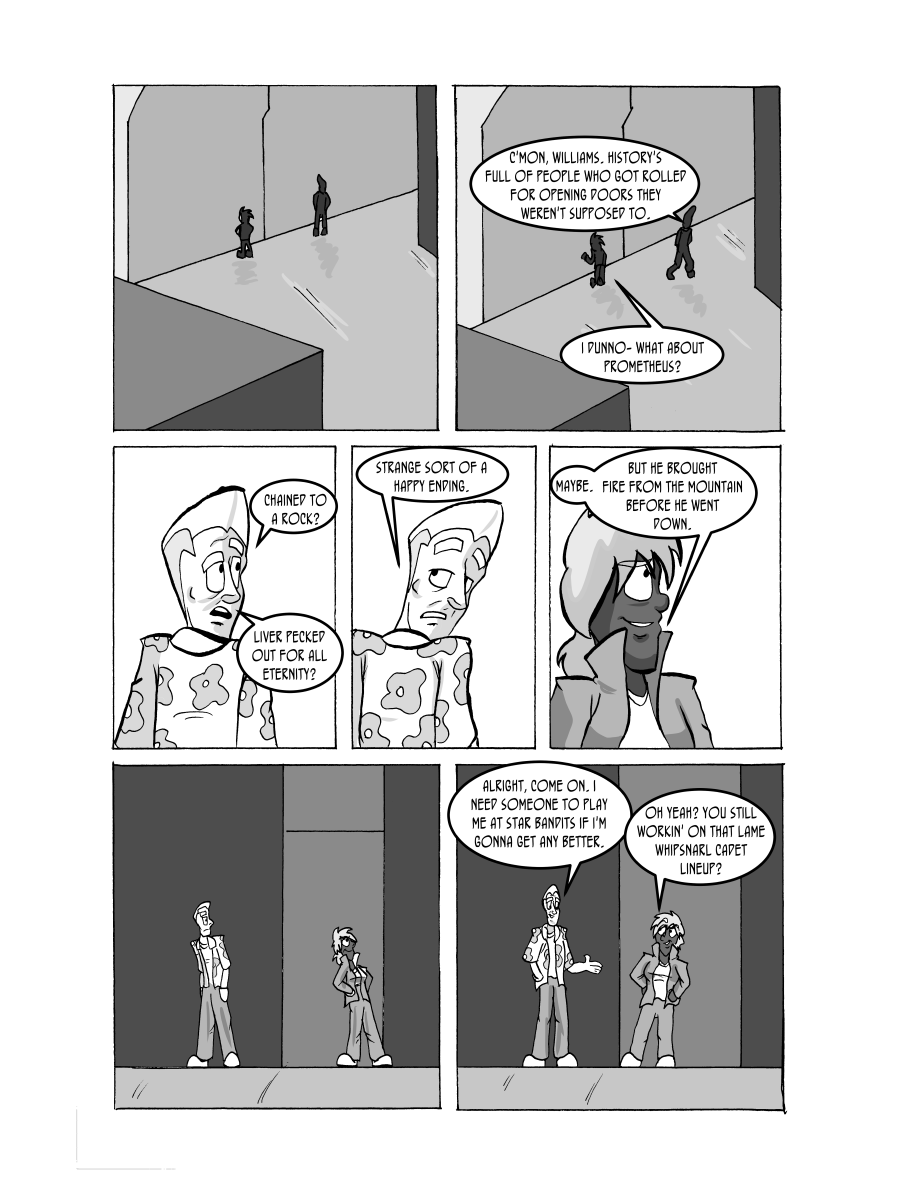 C'MON, WILLIAMS. HISTORY'S
FULL OF PEOPLE WHO GOT ROLLED
FOR OPENING DOORS THEY
WEREN'T SUPPOSED TO.
I DUNNO- WHAT ABOUT
PROMETHEUS?
CHAINED TO
A ROCK?
LIVER PECKED
OUT FOR ALL
ETERNITY?
STRANGE SORT OF A
HAPPY ENDING.
MAYBE.
BUT HE BROUGHT
FIRE FROM THE MOUNTAIN
BEFORE HE WENT
DOWN.
ALRIGHT, COME ON. I
NEED SOMEONE TO PLAY
ME AT STAR BANDITS IF I'M
GONNA GET ANY BETTER.
OH YEAH? YOU STILL
WORKIN' ON THAT LAME
WHIPSNARL CADET
LINEUP?